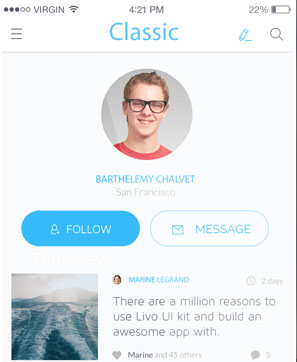 VIRGIN 4:21 PM 22%
Classic
BARTHELEMY CHALVET
San Francisco
FOLLOW MESSAGE
Thursday
MARINE LEGRAND 2 days
There are a million reasons to
use Livo UI kit and build an
awesome app with.
Marine and 45 others 5